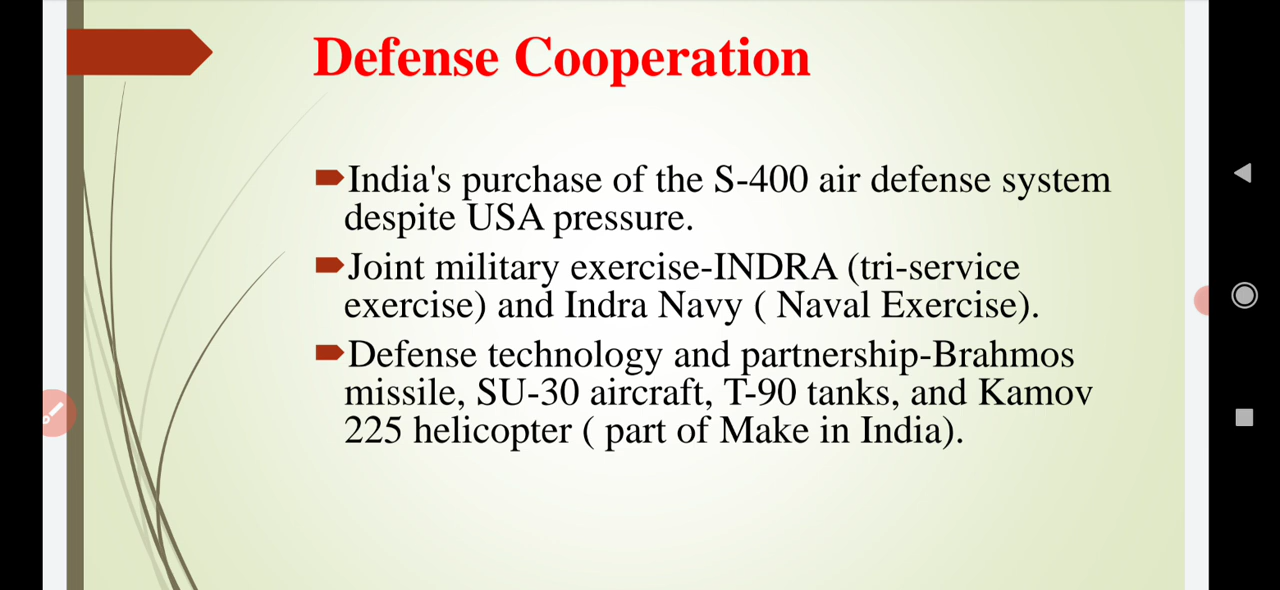 Defense Cooperation
India's purchase of the S-400 air defense system
despite USA pressure.
Joint military exercise-INDRA (tri-service
exercise) and Indra Navy ( Naval Exercise).
Defense technology and partnership-Brahmos
missile, SU-30 aircraft, T-90 tanks, and Kamov
225 helicopter ( part of Make in India).